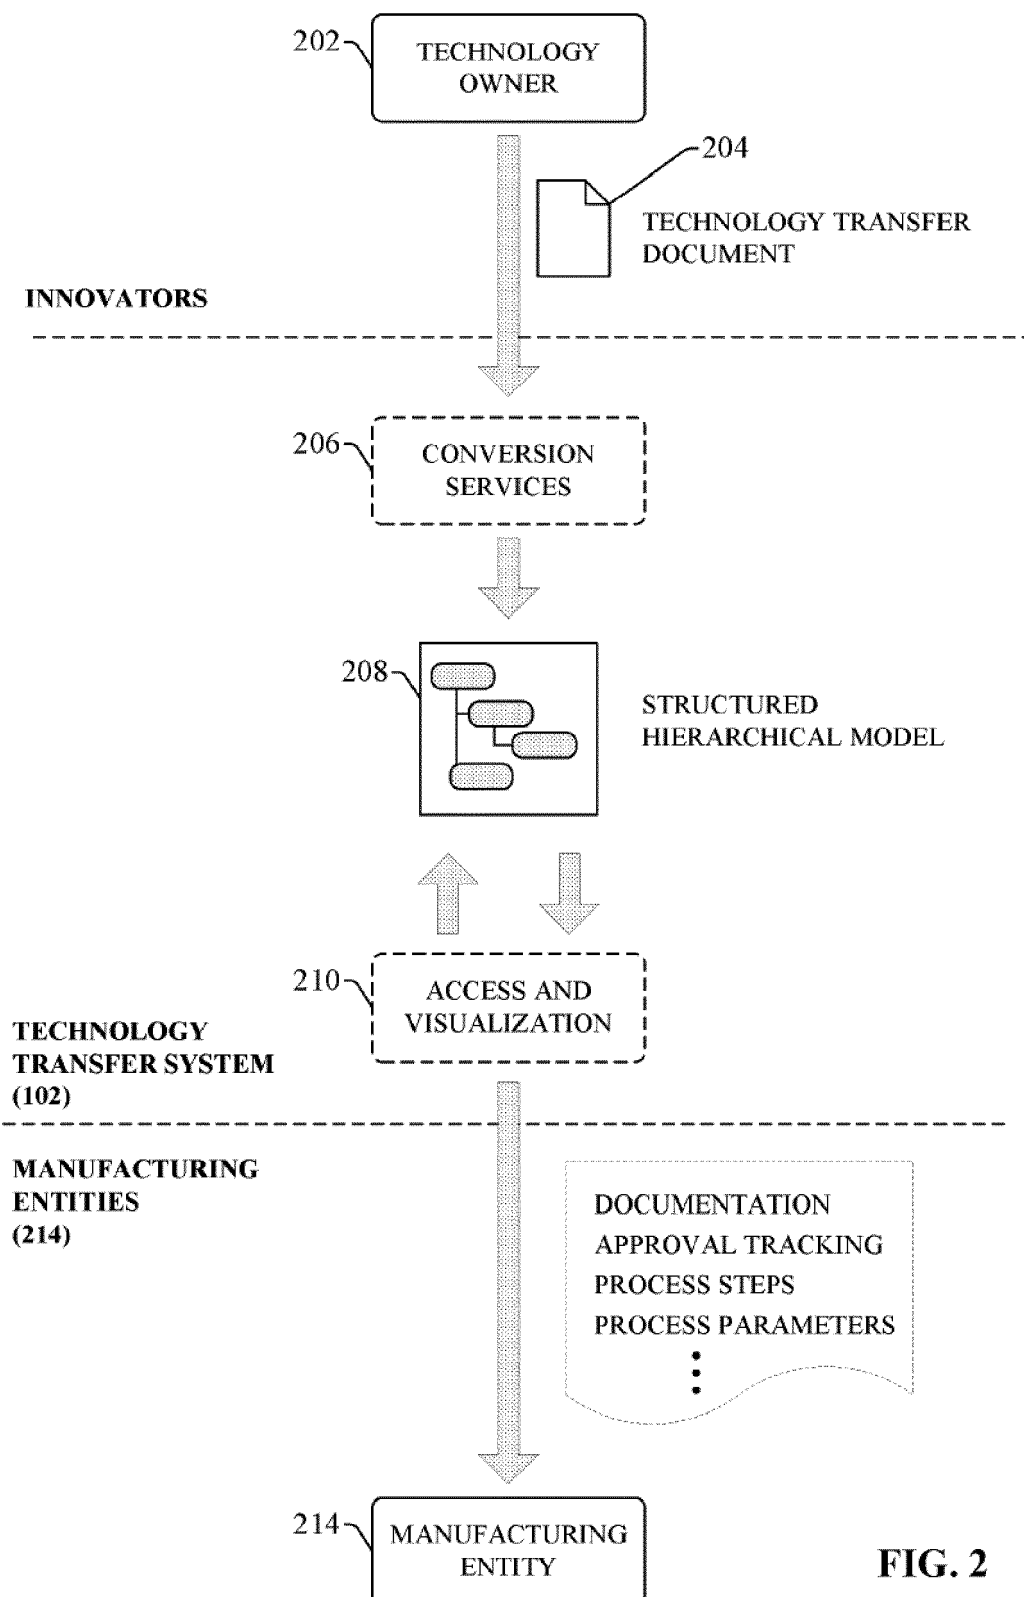 202
TECHNOLOGY
OWNER
204
TECHNOLOGY TRANSFER
DOCUMENT
INNOVATORS
206
CONVERSION
SERVICES
208
STRUCTURED
HIERARCHICAL MODEL
210
ACCESS AND
VISUALIZATION
TECHNOLOGY
TRANSFER SYSTEM
(102)
MANUFACTURING
ENTITIES
(214)
DOCUMENTATION
APPROVAL TRACKING
PROCESS STEPS
PROCESS PARAMETERS
214
MANUFACTURING
ENTITY
FIG. 2